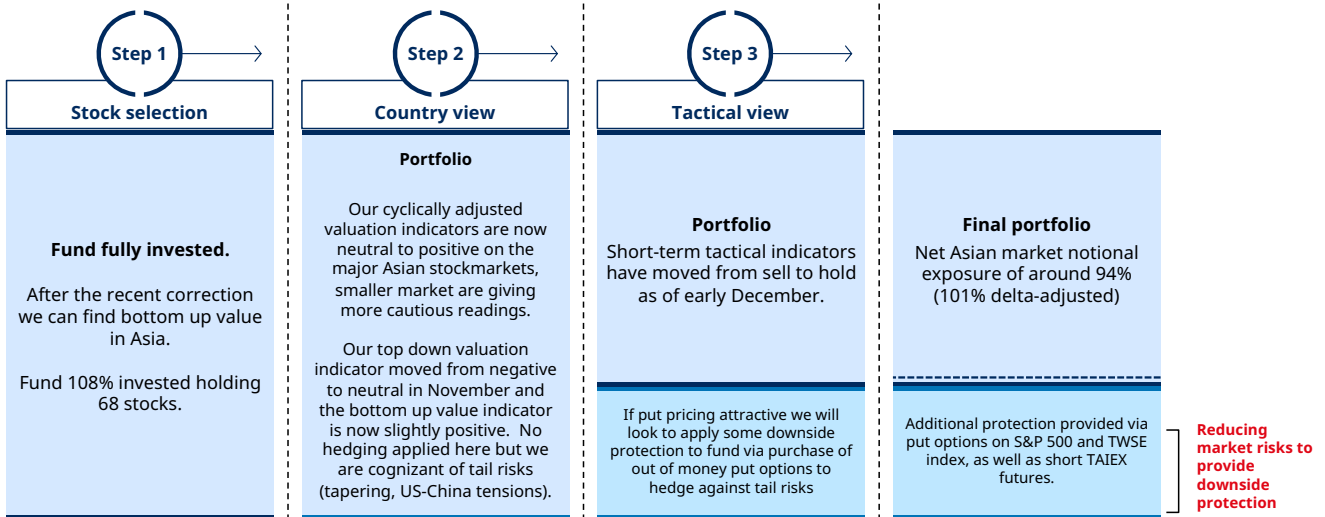 Step 1
Stock selection
Fund fully invested.
After the recent correction
we can find bottom up value
in Asia.
Fund 108% invested holding
68 stocks.
Step 2
Country view
Portfolio
Our cyclically adjusted
valuation indicators are now
neutral to positive on the
major Asian stockmarkets,
smaller market are giving
more cautious readings.
Our top down valuation
indicator moved from negative
to neutral in November and
the bottom up value indicator
is now slightly positive.  No
hedging applied here but we
are cognizant of tail risks
(tapering, US-China tensions).
Step 3
Tactical view
Portfolio
Short-term tactical indicators
have moved from sell to hold
as of early December.
If put pricing attractive we will
look to apply some downside
protection to fund via purchase of
out of money put options to
hedge against tail risks
Final portfolio
Net Asian market notional
exposure of around 94%
(101% delta-adjusted)
Additional protection provided via
put options on S&P 500 and TWSE
index, as well as short TAIEX
futures.
Reducing
market risks to
provide
downside
protection